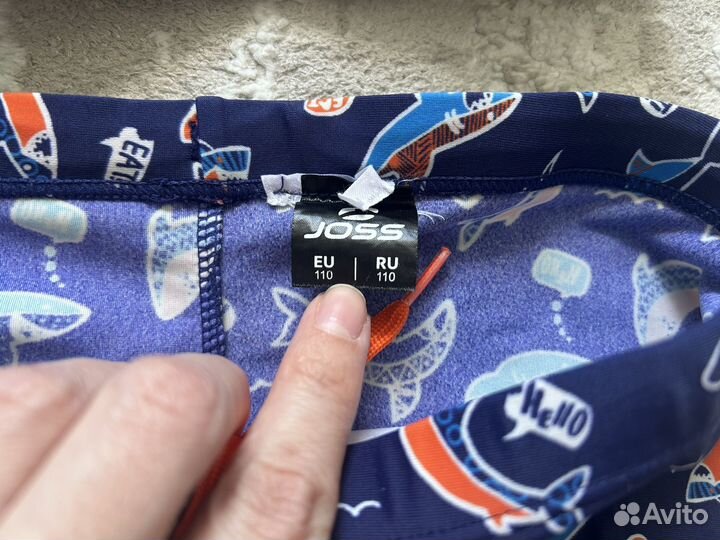 EAT
JOSS
EU | RU
110 | 110
HELLO
Avito